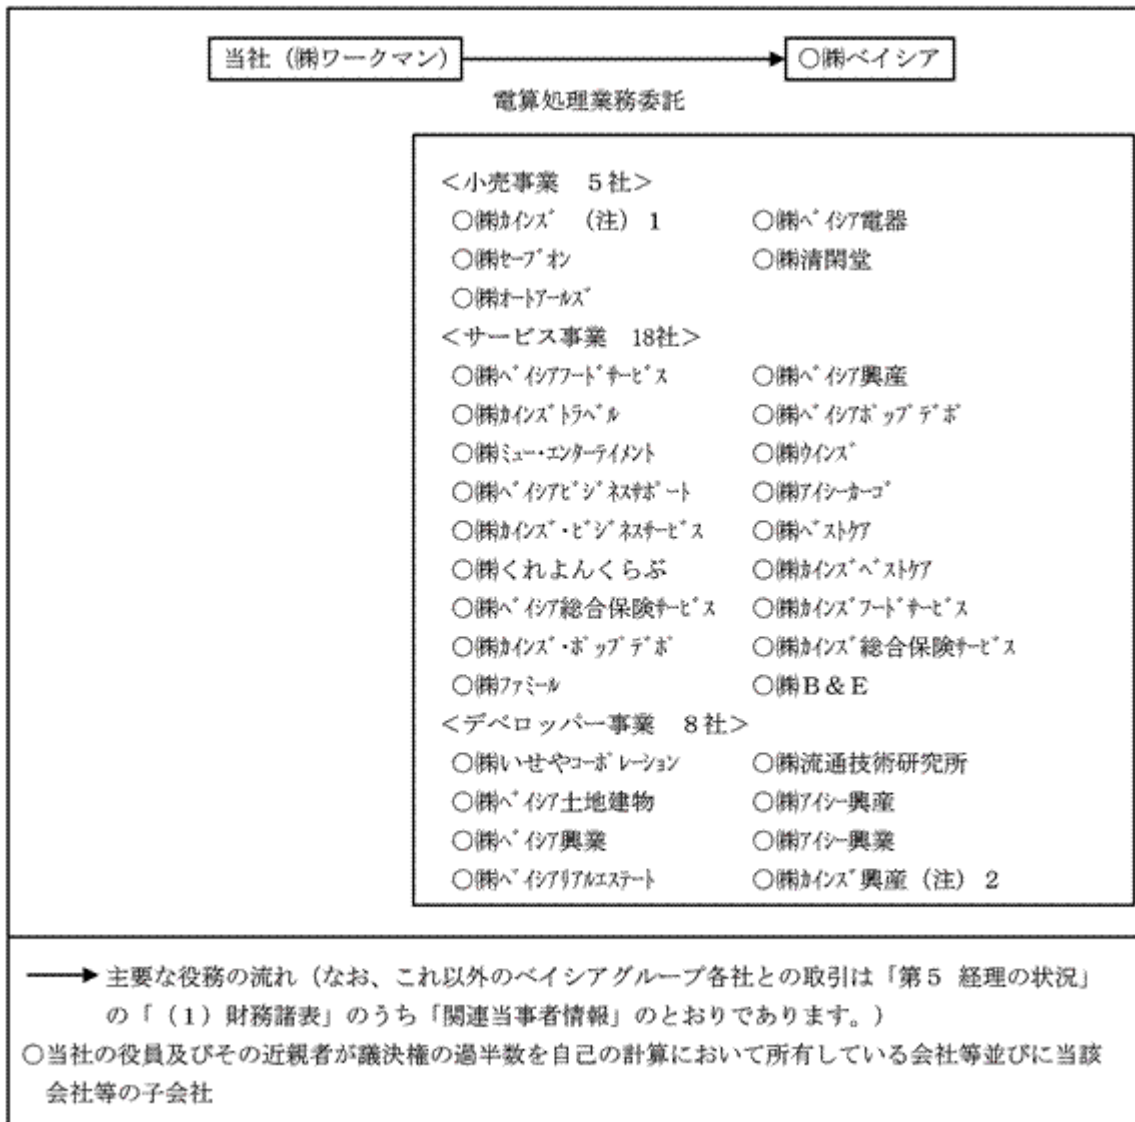 当社（㈱ワークマン）
○㈱ベイシア
電算処理業務委託
＜小売事業　５社＞
○㈱ｶｲﾝｽﾞ　（注）１　○㈱ﾍﾞｲｼｱ電器
○㈱ｾｰﾌﾞｵﾝ　○㈱清閑堂
○㈱ｵｰﾄｱｰﾙｽﾞ
＜サービス事業　18社＞
○㈱ﾍﾞｲｼｱﾌｰﾄﾞｻｰﾋﾞｽ　○㈱ﾍﾞｲｼｱ興産
○㈱ｶｲﾝｽﾞﾄﾗﾍﾞﾙ　○㈱ﾍﾞｲｼｱﾎﾟｯﾌﾟﾃﾞﾎﾟ
○㈱ﾐｭｰ・ｴﾝﾀｰﾃｲﾒﾝﾄ　○㈱ｳｲﾝｽﾞ
○㈱ﾍﾞｲｼｱﾋﾞｼﾞﾈｽｻﾎﾟｰﾄ　○㈱ｱｲｼｰｶｰｺﾞ
○㈱ｶｲﾝｽﾞ・ﾋﾞｼﾞﾈｽｻｰﾋﾞｽ　○㈱ﾍﾞｽﾄｹｱ
○㈱くれよんくらぶ　○㈱ｶｲﾝｽﾞﾍﾞｽﾄｹｱ
○㈱ﾍﾞｲｼｱ総合保険ｻｰﾋﾞｽ　○㈱ｶｲﾝｽﾞﾌｰﾄﾞｻｰﾋﾞｽ
○㈱ｶｲﾝｽﾞ・ﾎﾟｯﾌﾟﾃﾞﾎﾟ　○㈱ｶｲﾝｽﾞ総合保険ｻｰﾋﾞｽ
○㈱ﾌｧﾐｰﾙ　○㈱Ｂ＆Ｅ
＜デベロッパー事業　８社＞
○㈱いせやｺｰﾎﾟﾚｰｼｮﾝ　○㈱流通技術研究所
○㈱ﾍﾞｲｼｱ土地建物　○㈱ｱｲｼｰ興産
○㈱ﾍﾞｲｼｱ興業　○㈱ｱｲｼｰ興業
○㈱ﾍﾞｲｼｱﾘｱﾙｴｽﾃｰﾄ　○㈱ｶｲﾝｽﾞ興産（注）２
主要な役務の流れ（なお、これ以外のベイシアグループ各社との取引は「第５ 経理の状況」
の「（１）財務諸表」のうち「関連当事者情報」のとおりであります。）
○当社の役員及びその近親者が議決権の過半数を自己の計算において所有している会社等並びに当該
会社等の子会社